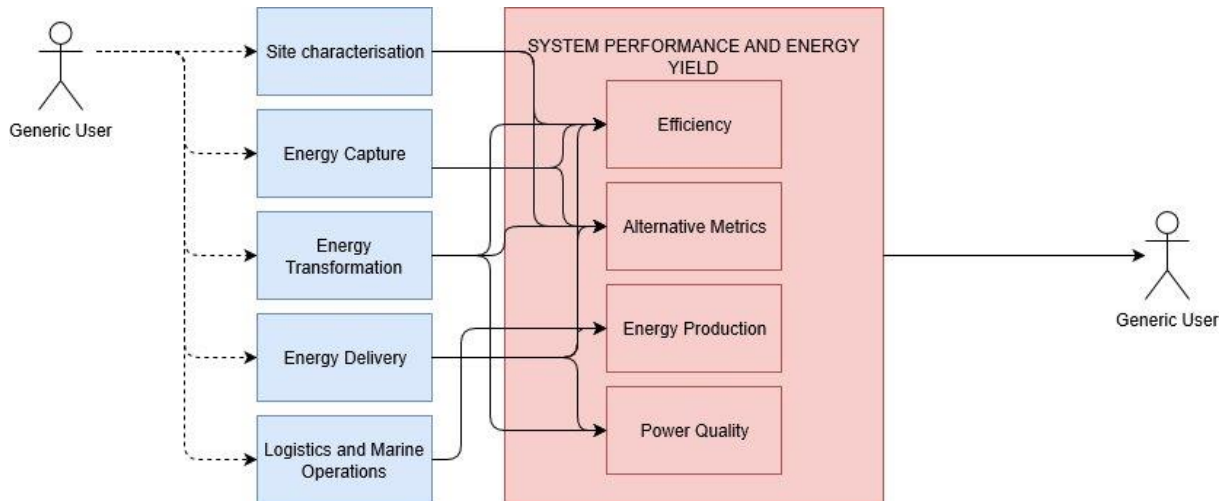 Generic User
Site characterisation
Energy Capture
Energy
Transformation
Energy Delivery
Logistics and Marine
Operations
SYSTEM PERFORMANCE AND ENERGY
YIELD
Efficiency
Alternative Metrics
Energy Production
Power Quality
Generic User